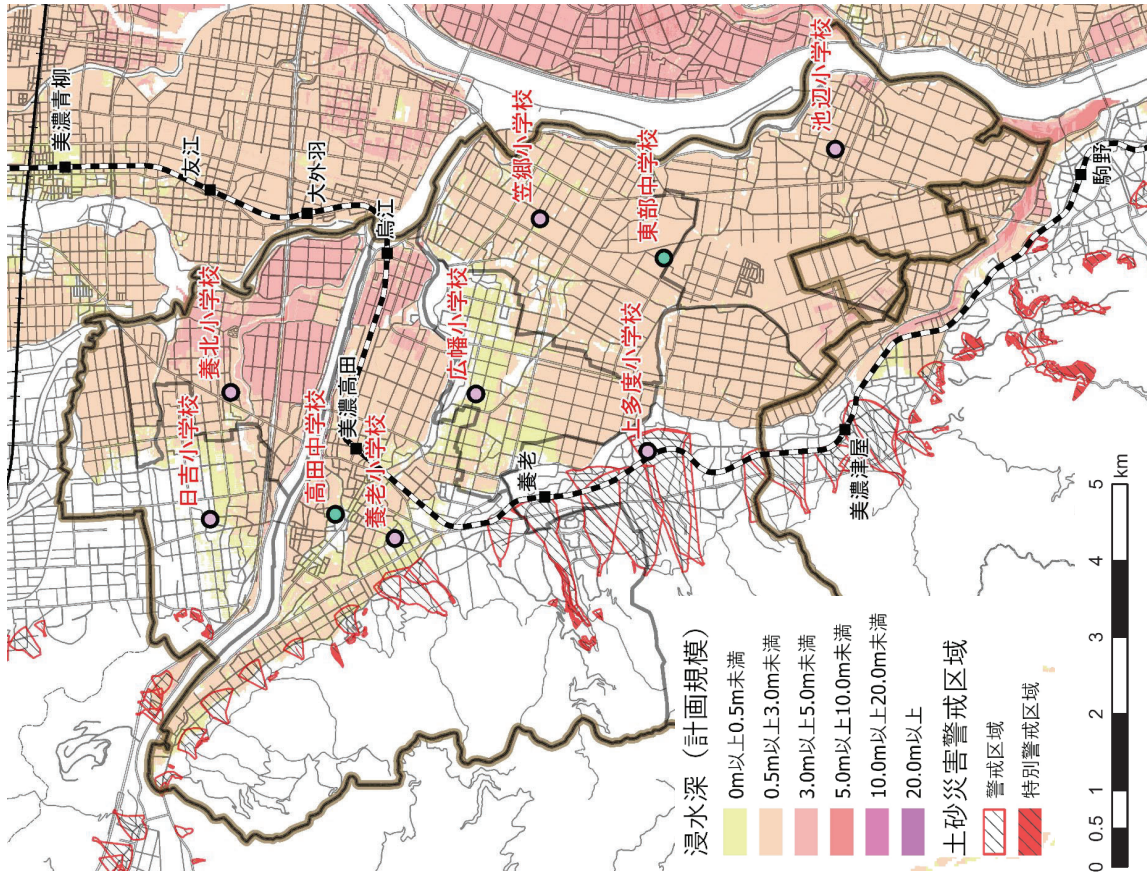 美濃青柳
友江
大外羽
烏江
美濃高田
養老
美濃津屋
駒野
日吉小学校
養北小学校
高田中学校
養老小学校
広幡小学校
笠郷小学校
東部中学校
上多度小学校
池辺小学校
浸水深（計画規模）
0m以上0.5m未満
0.5m以上3.0m未満
3.0m以上5.0m未満
5.0m以上10.0m未満
10.0m以上20.0m未満
20.0m以上
土砂災害警戒区域
警戒区域
特別警戒区域
0 0.5 1 2 3 4 5
km